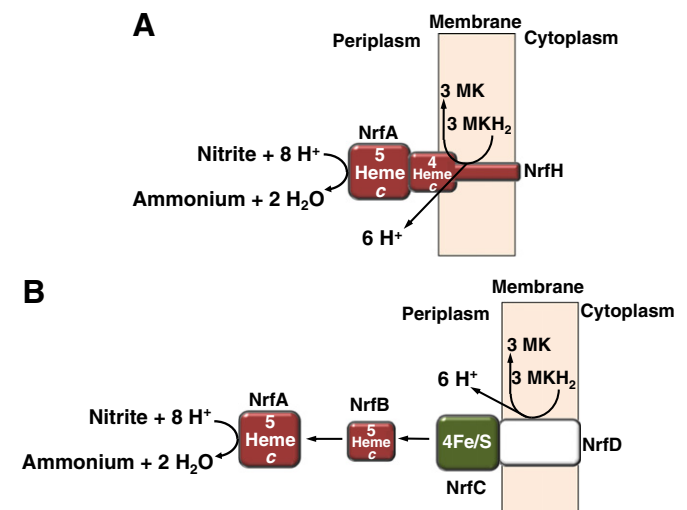 A
Membrane
Periplasm
Cytoplasm
3 MK
3 MKH₂
NrfA
Nitrite + 8 H⁺
5
Heme
c
4
Heme
c
NrfH
Ammonium + 2 H₂O
6 H⁺
B
Membrane
Periplasm
Cytoplasm
3 MK
6 H⁺
3 MKH₂
NrfA
NrfB
Nitrite + 8 H⁺
5
Heme
c
5
Heme
c
4Fe/S
NrfD
Ammonium + 2 H₂O
NrfC